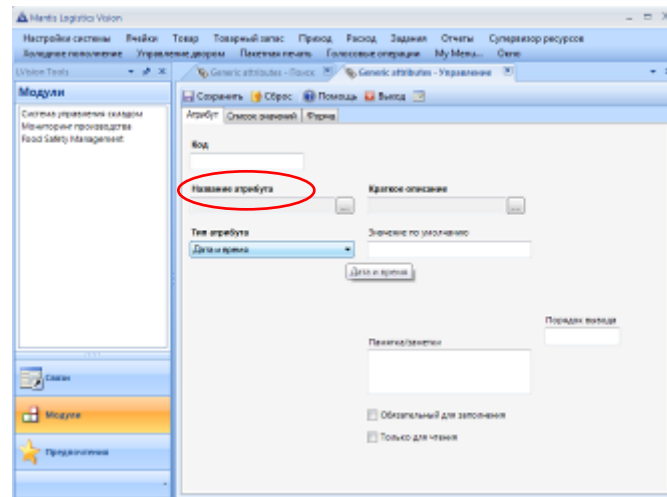 Mantis Logistics Vision
Настройки системы Ячейки Товар Товарный запас Приход Расход Задания Отчеты Супервизор ресурсов
Холодное пополнение Управление двором Пакетная печать Голосовые операции My Menu... Окно
LVision Tools
Generic attributes - Поиск
Generic attributes - Управление
Модули
Сохранить Сброс Помощь Выход
Система управления складом
Мониторинг производства
Food Safety Management
Атрибут Список значений Форма
Код
Название атрибута Краткое описание
... ...
Тип атрибута Значение по умолчанию
Дата и время
Дата и время
Порядок вывода
Памятка/заметки
Связи
Модули
Обязательный для заполнения
Только для чтения
Предпочтения